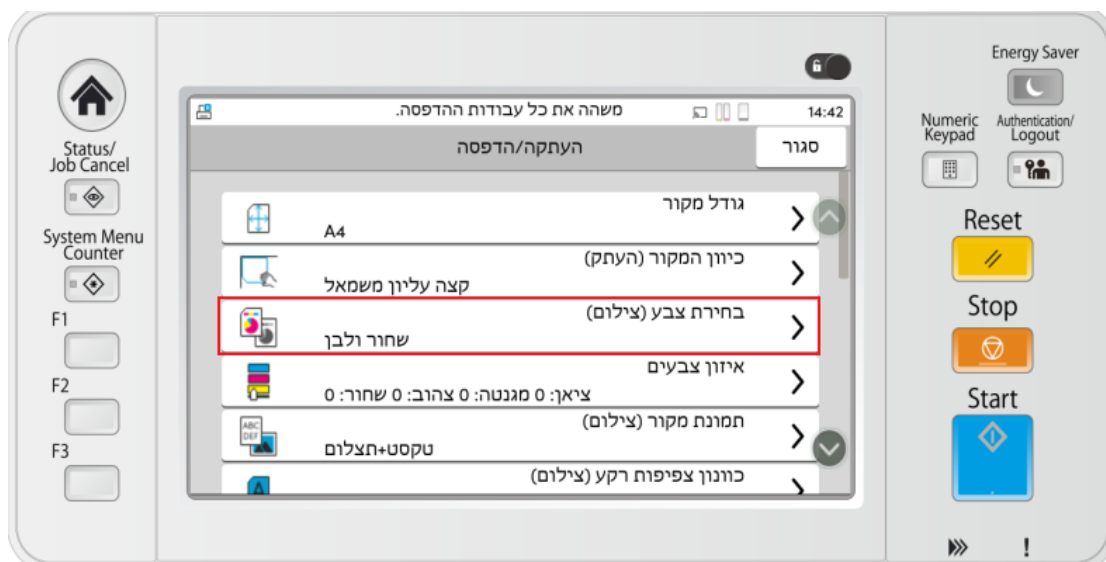 Energy Saver
Status/
Job Cancel
System Menu
Counter
F1
F2
F3
משהה את כל עבודות ההדפסה.
14:42
העתקה/הדפסה
סגור
גודל מקור
A4
כיוון המקור (העתק)
קצה עליון משמאל
בחירת צבע (צילום)
שחור ולבן
איזון צבעים
ציאן: 0 מגנטה: 0 צהוב: 0 שחור: 0
תמונת מקור (צילום)
ABC
DEF
טקסט+תצלום
כוונון צפיפות רקע (צילום)
A
Numeric
Keypad
Authentication/
Logout
Reset
Stop
Start